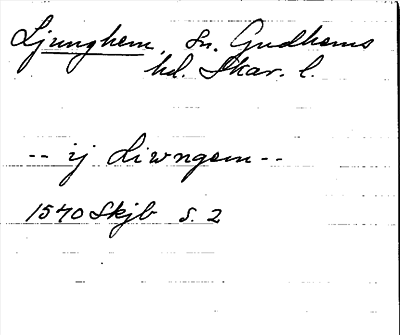 Ljunghem, sn. Gudhems
hd. Skar. l.
-- ij Liwngem --
1540 Skjb s. 2